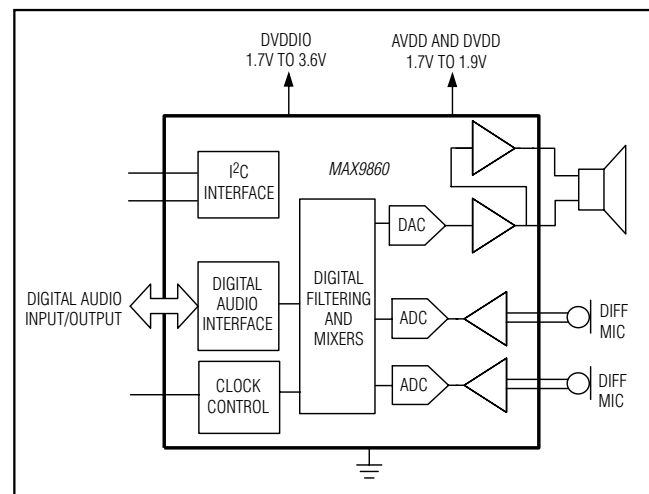 DVDDIO
1.7V TO 3.6V
AVDD AND DVDD
1.7V TO 1.9V
MAX9860
I²C
INTERFACE
DAC
DIGITAL AUDIO
INPUT/OUTPUT
DIGITAL
AUDIO
INTERFACE
DIGITAL
FILTERING
AND
MIXERS
ADC
DIFF
MIC
CLOCK
CONTROL
ADC
DIFF
MIC